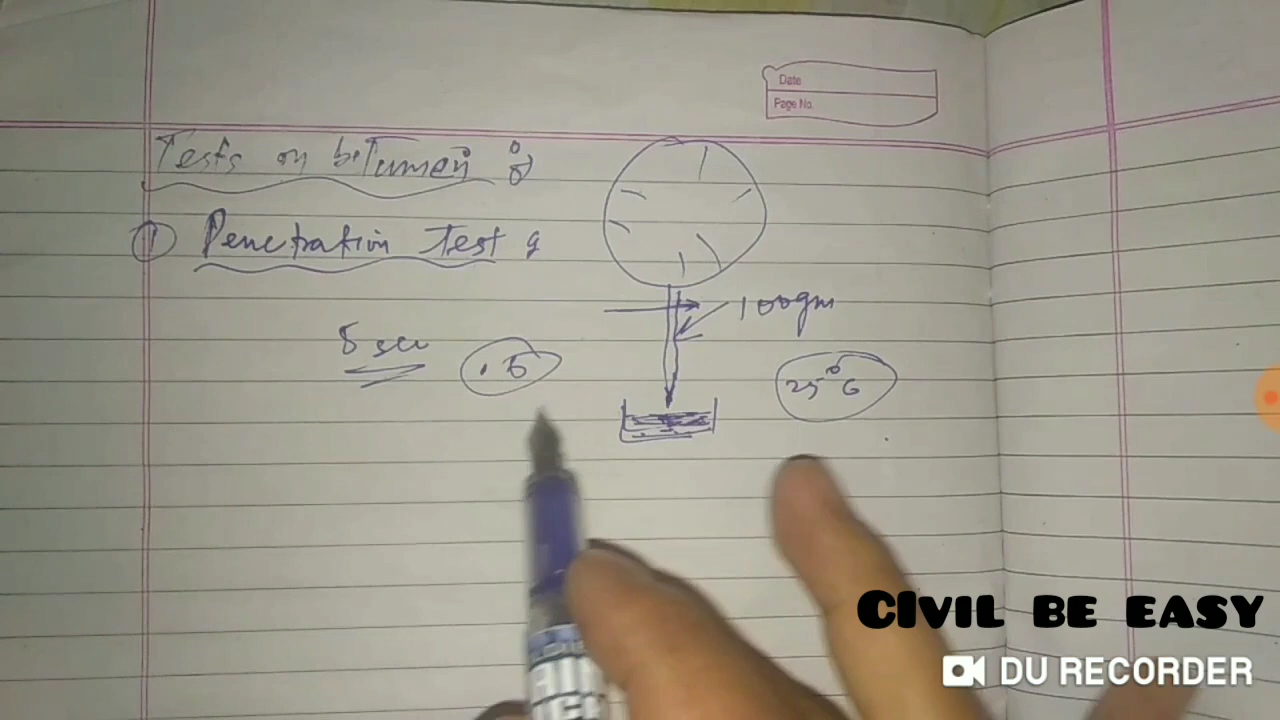 Date
Page No.
Tests on bitumen :
① Penetration Test :
100gm
5 sec
.5
25°C
CIVIL BE EASY
DU RECORDER